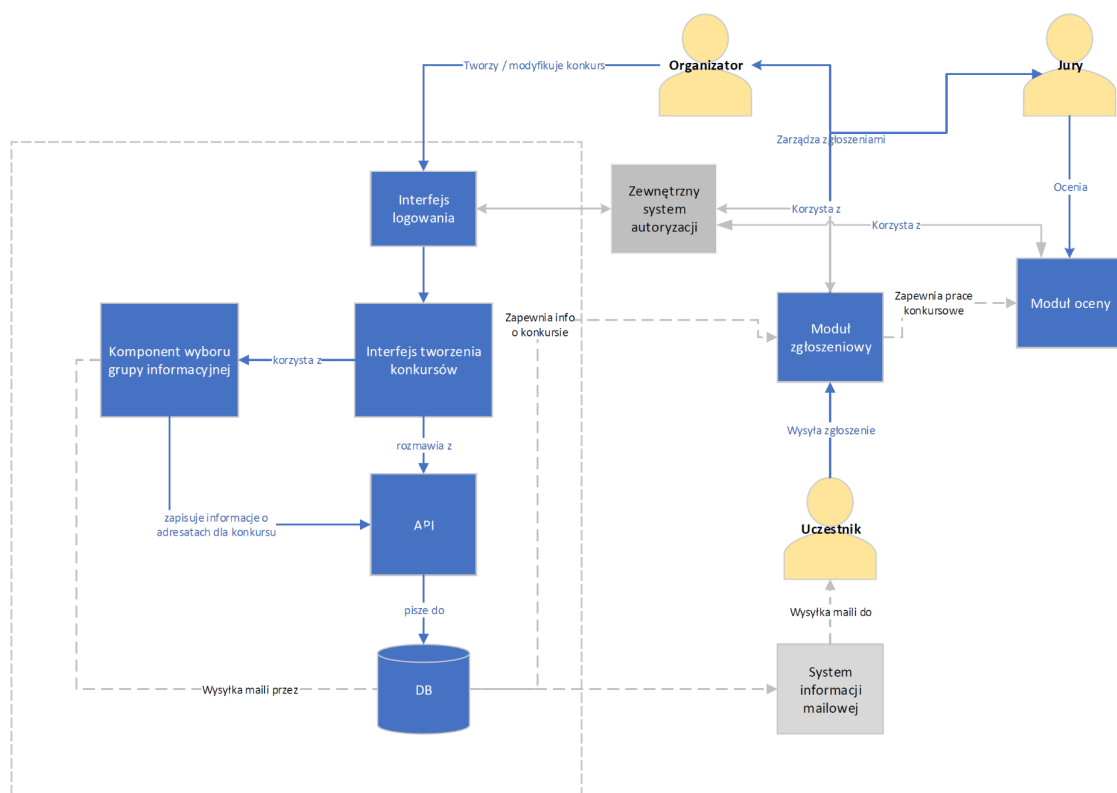 Organizator
Jury
Tworzy / modyfikuje konkurs
Zarządza zgłoszeniami
Interfejs
logowania
Zewnętrzny
system
autoryzacji
Korzysta z
Korzysta z
Ocenia
Zapewnia info
o konkursie
Zapewnia prace
konkursowe
Moduł oceny
Komponent wyboru
grupy informacyjnej
korzysta z
Interfejs tworzenia
konkursów
Moduł
zgłoszeniowy
rozmawia z
Wysyła zgłoszenie
zapisuje informacje o
adresatach dla konkursu
API
Uczestnik
pisze do
Wysyłka maili do
Wysyłka maili przez
DB
System
informacji
mailowej